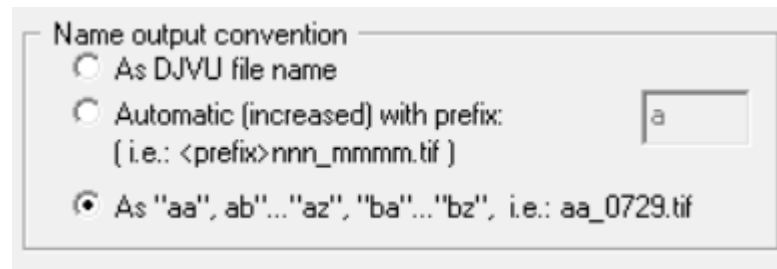 Name output convention
As DJVU file name
Automatic (increased) with prefix:
a
( i.e.: <prefix>nnn_mmmm.tif )
As "aa", ab"..."az", "ba"..."bz", i.e.: aa_0729.tif